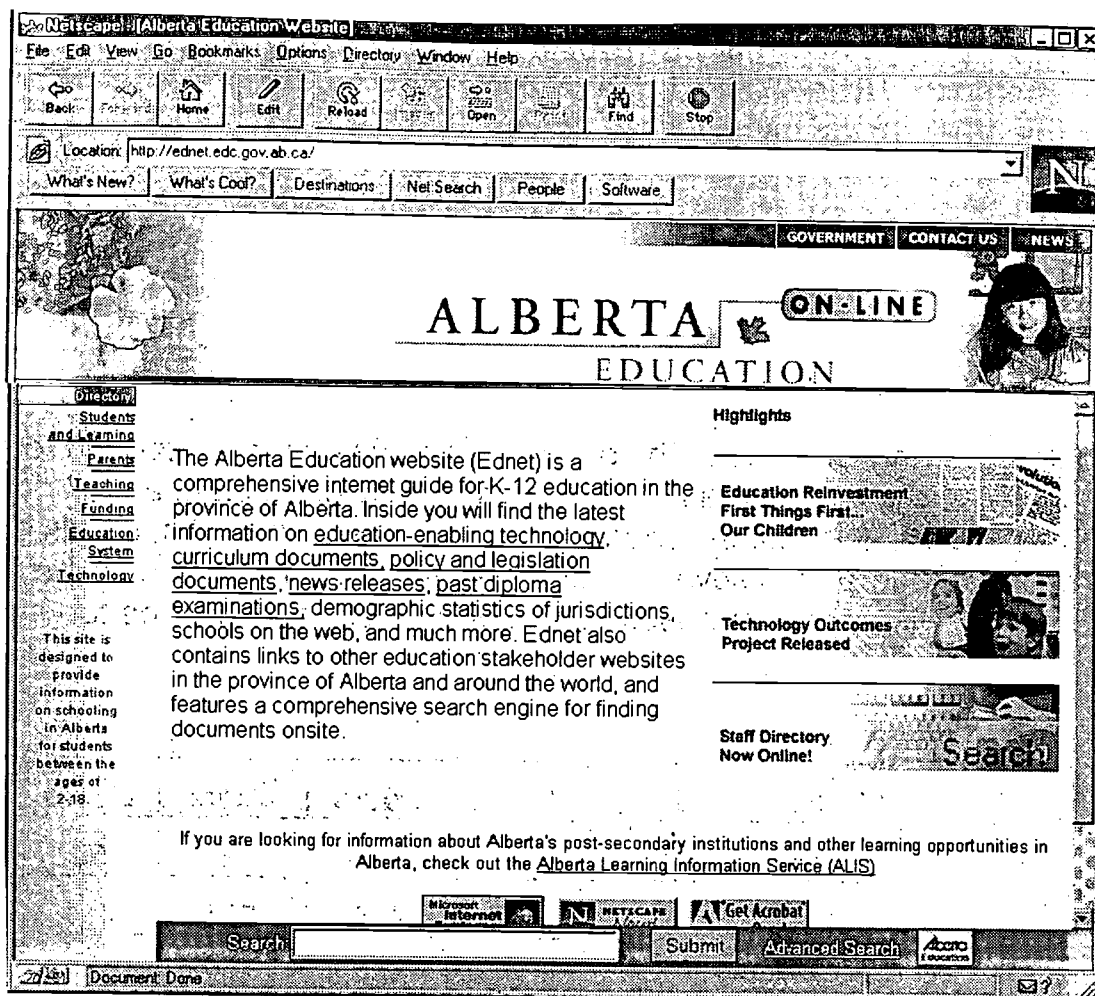 Netscape - [Alberta Education Website]
File Edit View Go Bookmarks Options Directory Window Help
Back Forward Home Edit Reload Open Print Find Stop
Location: http://ednet.edc.gov.ab.ca/
What's New? What's Cool? Destinations Net Search People Software
N
GOVERNMENT CONTACT US NEWS
ALBERTA ON-LINE
EDUCATION
Directory
Students
and Learning
Parents
Teaching
Funding
Education
System
Technology
This site is
designed to
provide
information
on schooling
in Alberta
for students
between the
ages of
2-18.
The Alberta Education website (Ednet) is a
comprehensive internet guide for K-12 education in the
province of Alberta. Inside you will find the latest
information on education-enabling technology,
curriculum documents, policy and legislation
documents, news releases, past diploma
examinations, demographic statistics of jurisdictions,
schools on the web, and much more. Ednet also
contains links to other education stakeholder websites
in the province of Alberta and around the world, and
features a comprehensive search engine for finding
documents onsite.
Highlights
Education Reinvestment
First Things First...
Our Children
Technology Outcomes
Project Released
Staff Directory
Now Online!
Search
If you are looking for information about Alberta's post-secondary institutions and other learning opportunities in
Alberta, check out the Alberta Learning Information Service (ALIS)
Microsoft
Internet
N NETSCAPE
Get Acrobat
Search Submit Advanced Search Alberta
Education
Document: Done